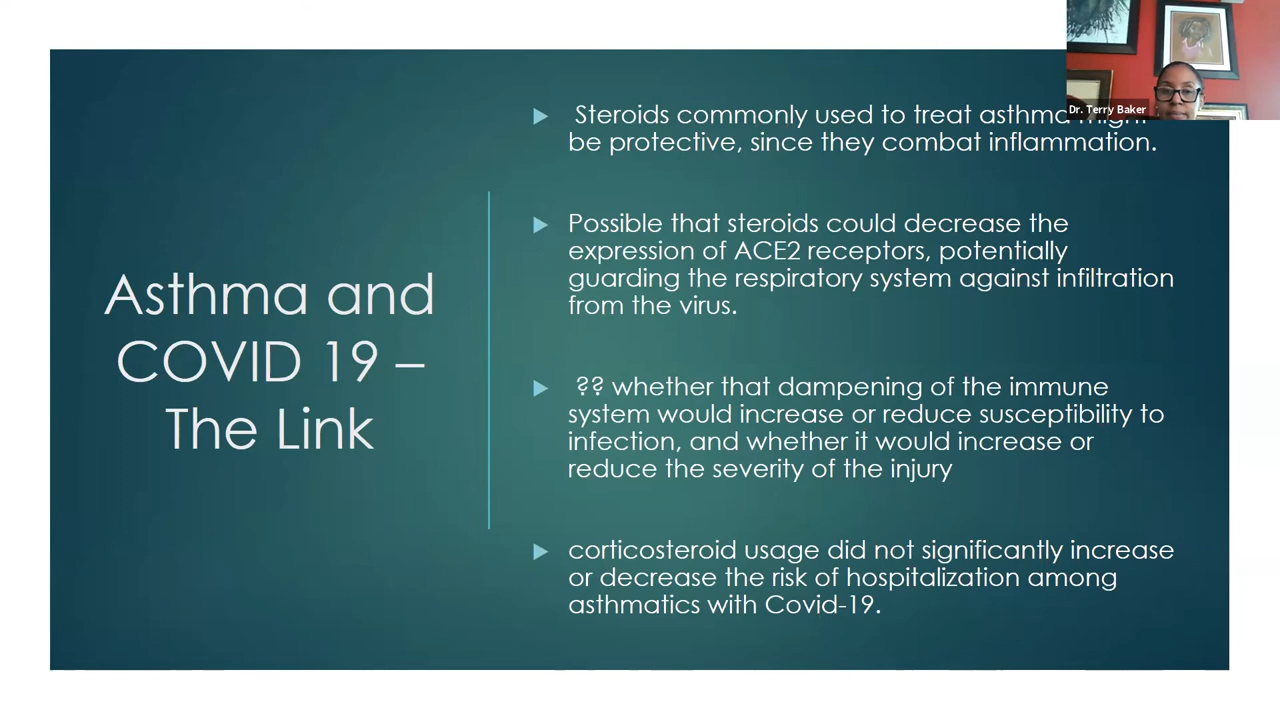 Asthma and
COVID 19 –
The Link
Steroids commonly used to treat asthma might
be protective, since they combat inflammation.
Possible that steroids could decrease the
expression of ACE2 receptors, potentially
guarding the respiratory system against infiltration
from the virus.
?? whether that dampening of the immune
system would increase or reduce susceptibility to
infection, and whether it would increase or
reduce the severity of the injury
corticosteroid usage did not significantly increase
or decrease the risk of hospitalization among
asthmatics with Covid-19.
Dr. Terry Baker